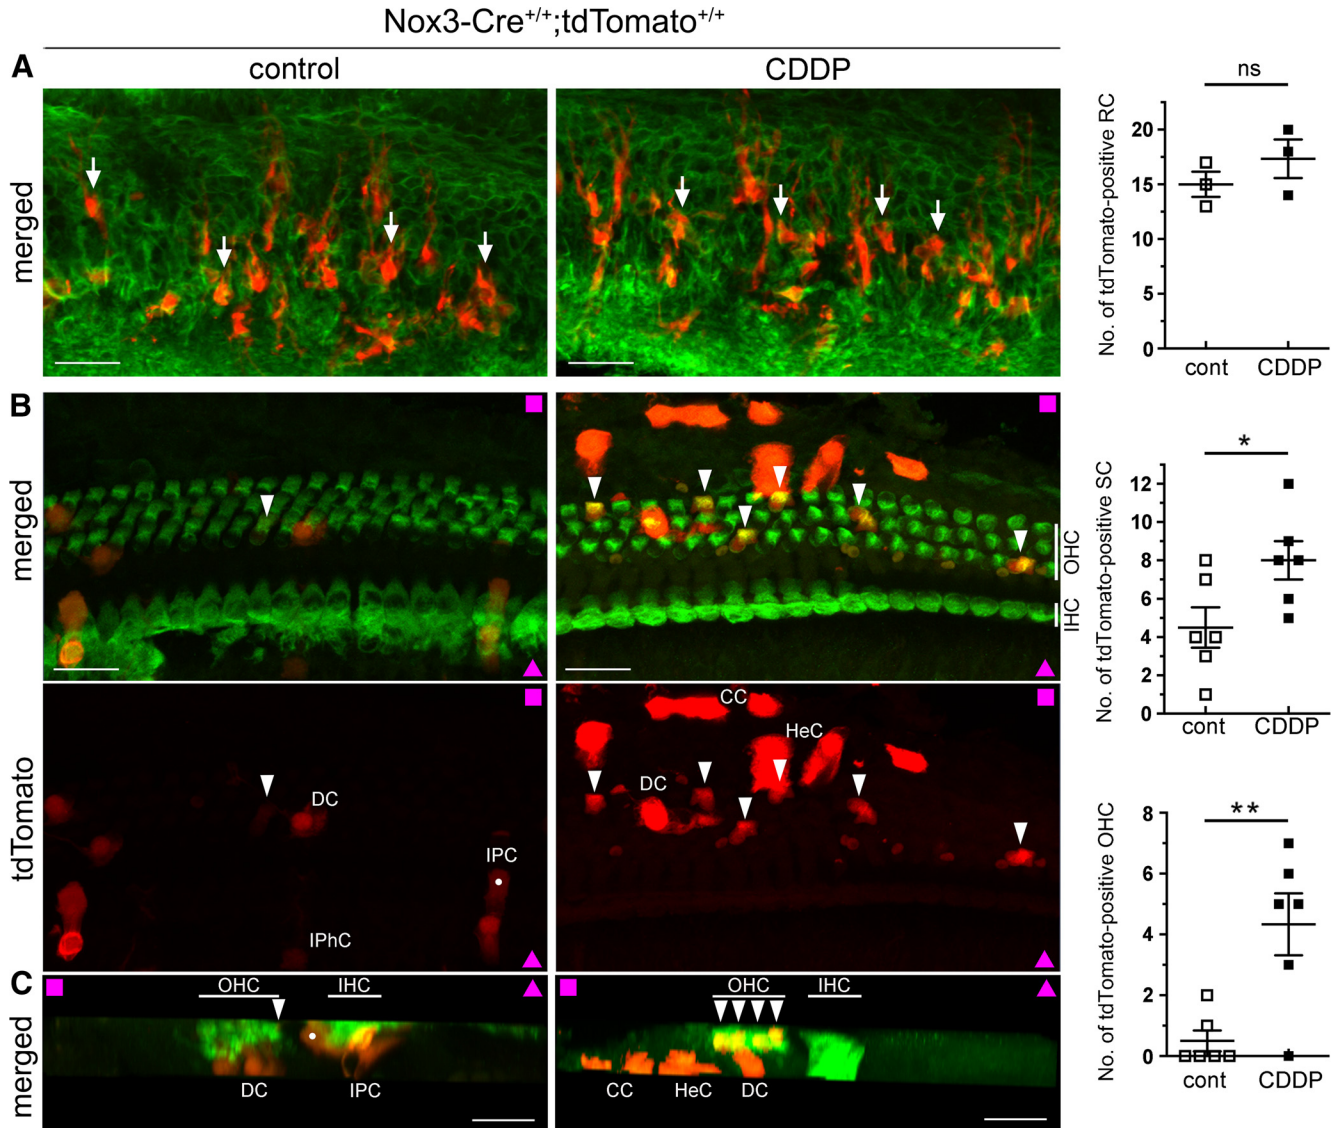 Nox3-Cre+/+;tdTomato+/+
control
CDDP
A
merged
ns
No. of tdTomato-positive RC
20
15
10
5
0
cont
CDDP
B
merged
OHC
IHC
*
No. of tdTomato-positive SC
12
10
8
6
4
2
0
cont
CDDP
tdTomato
DC
IPC
IPhC
CC
HeC
DC
**
No. of tdTomato-positive OHC
8
6
4
2
0
cont
CDDP
C
merged
OHC
IHC
DC
IPC
OHC
IHC
CC
HeC
DC